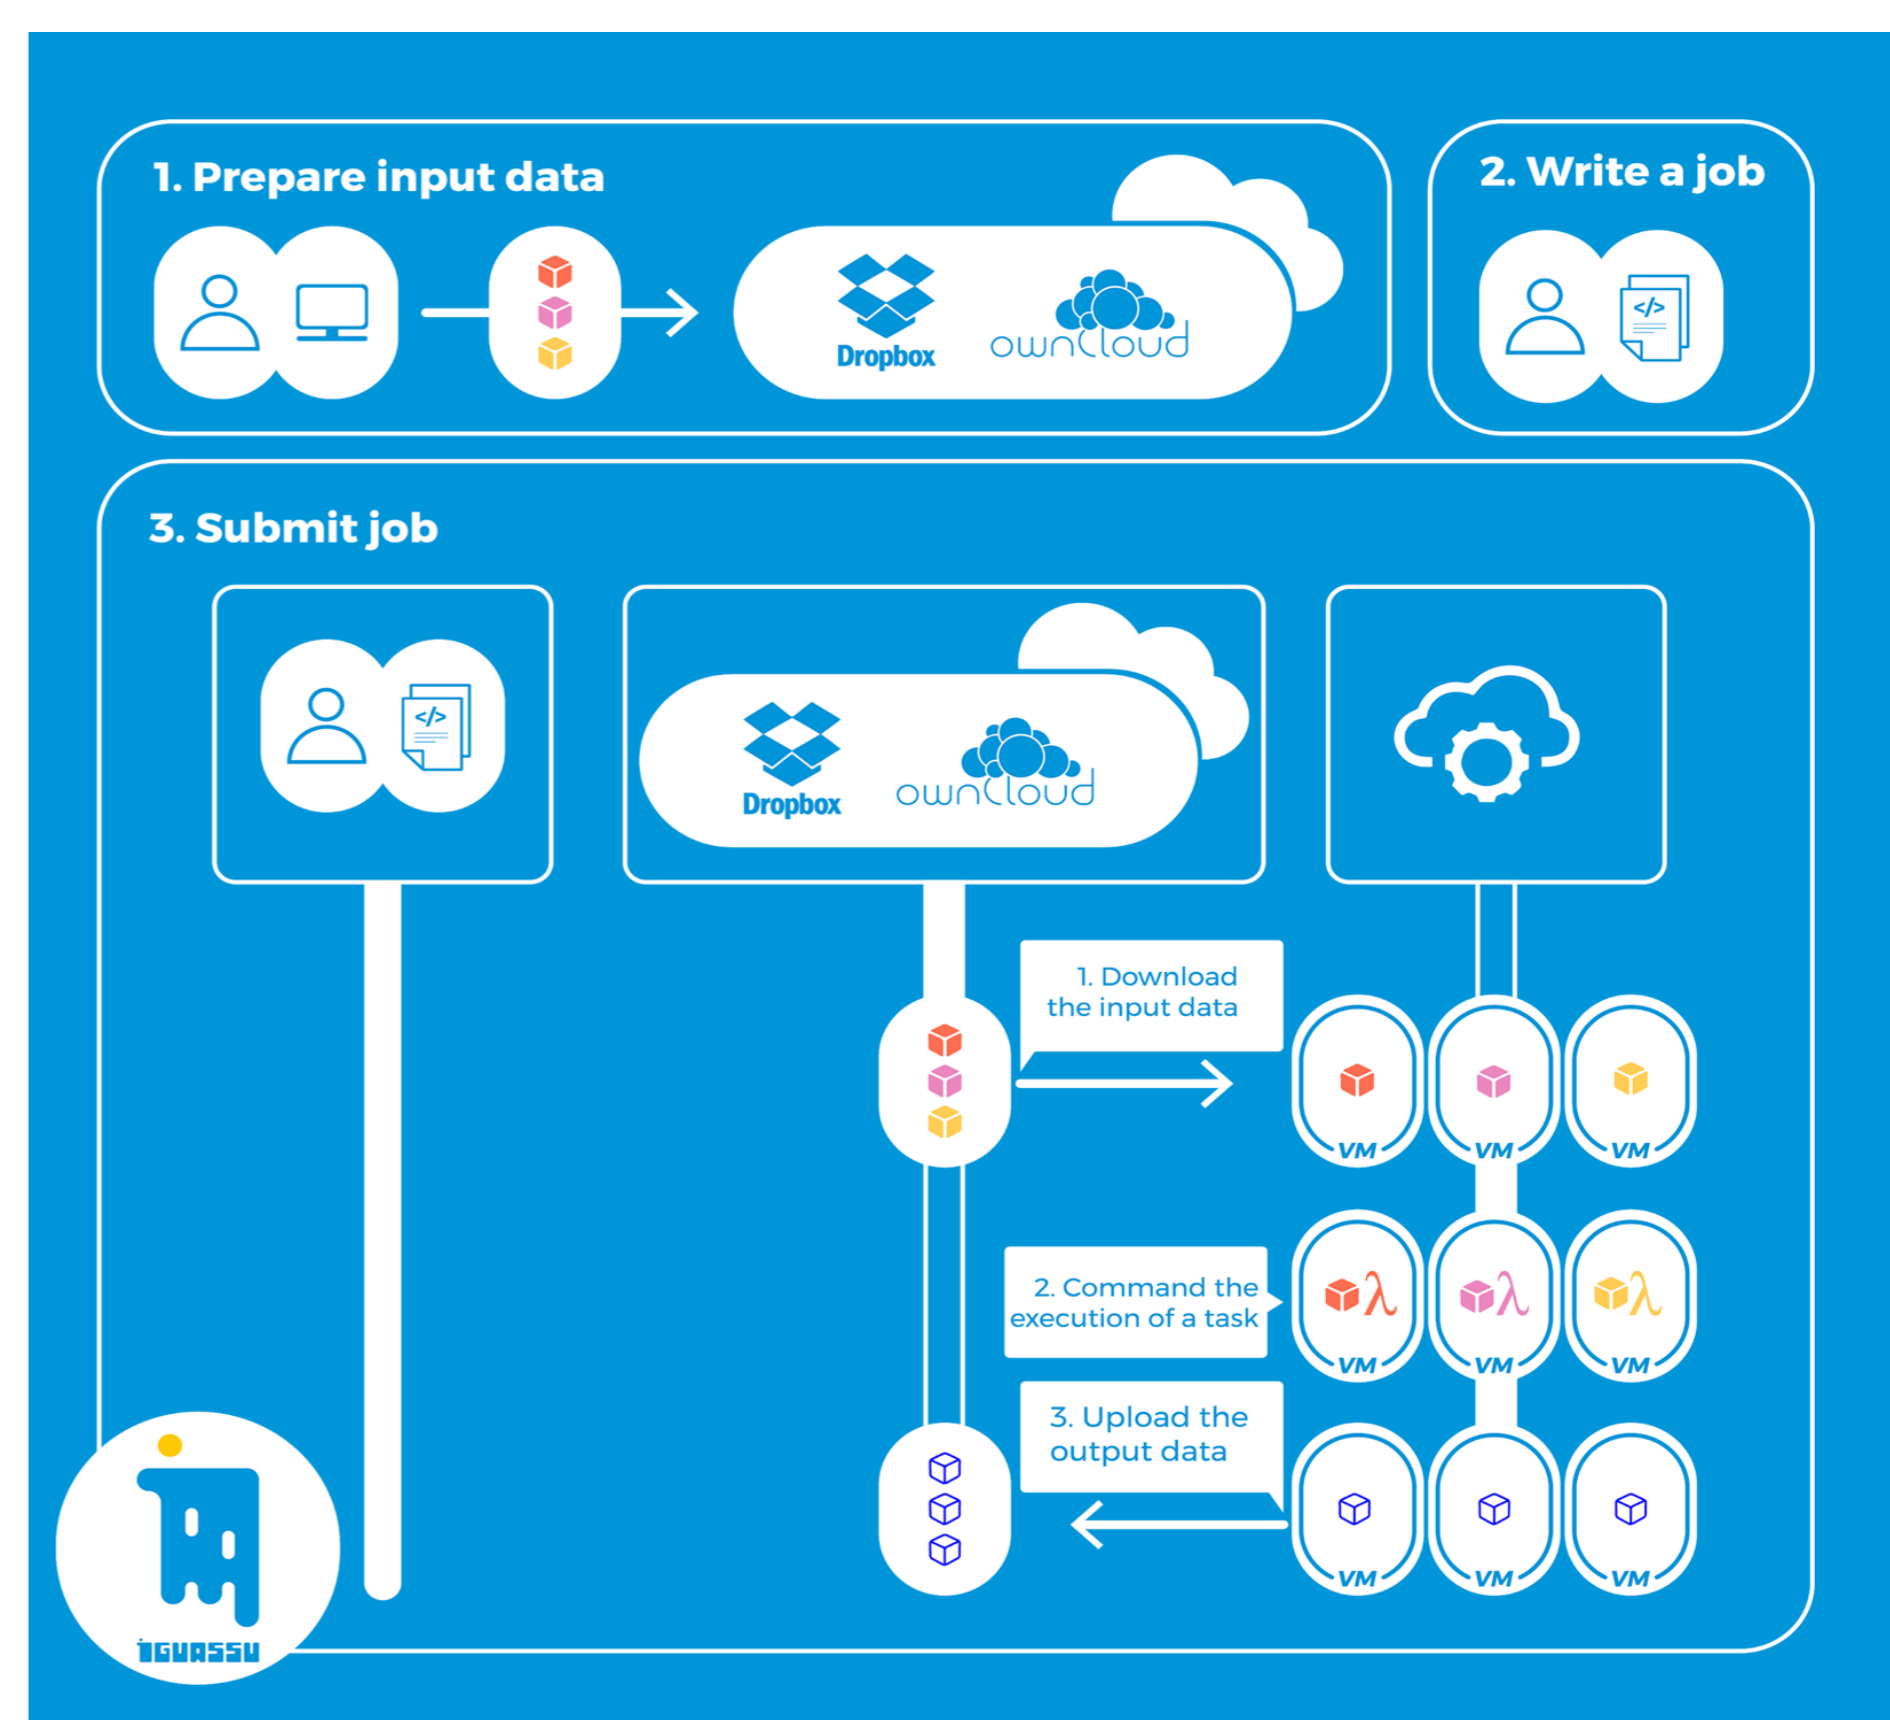 1. Prepare input data
2. Write a job
Dropbox
ownCloud
</>
3. Submit job
</>
Dropbox
ownCloud
1. Download
the input data
VM
VM
VM
2. Command the
execution of a task
λ
λ
λ
VM
VM
VM
3. Upload the
output data
VM
VM
VM
iGUASSU